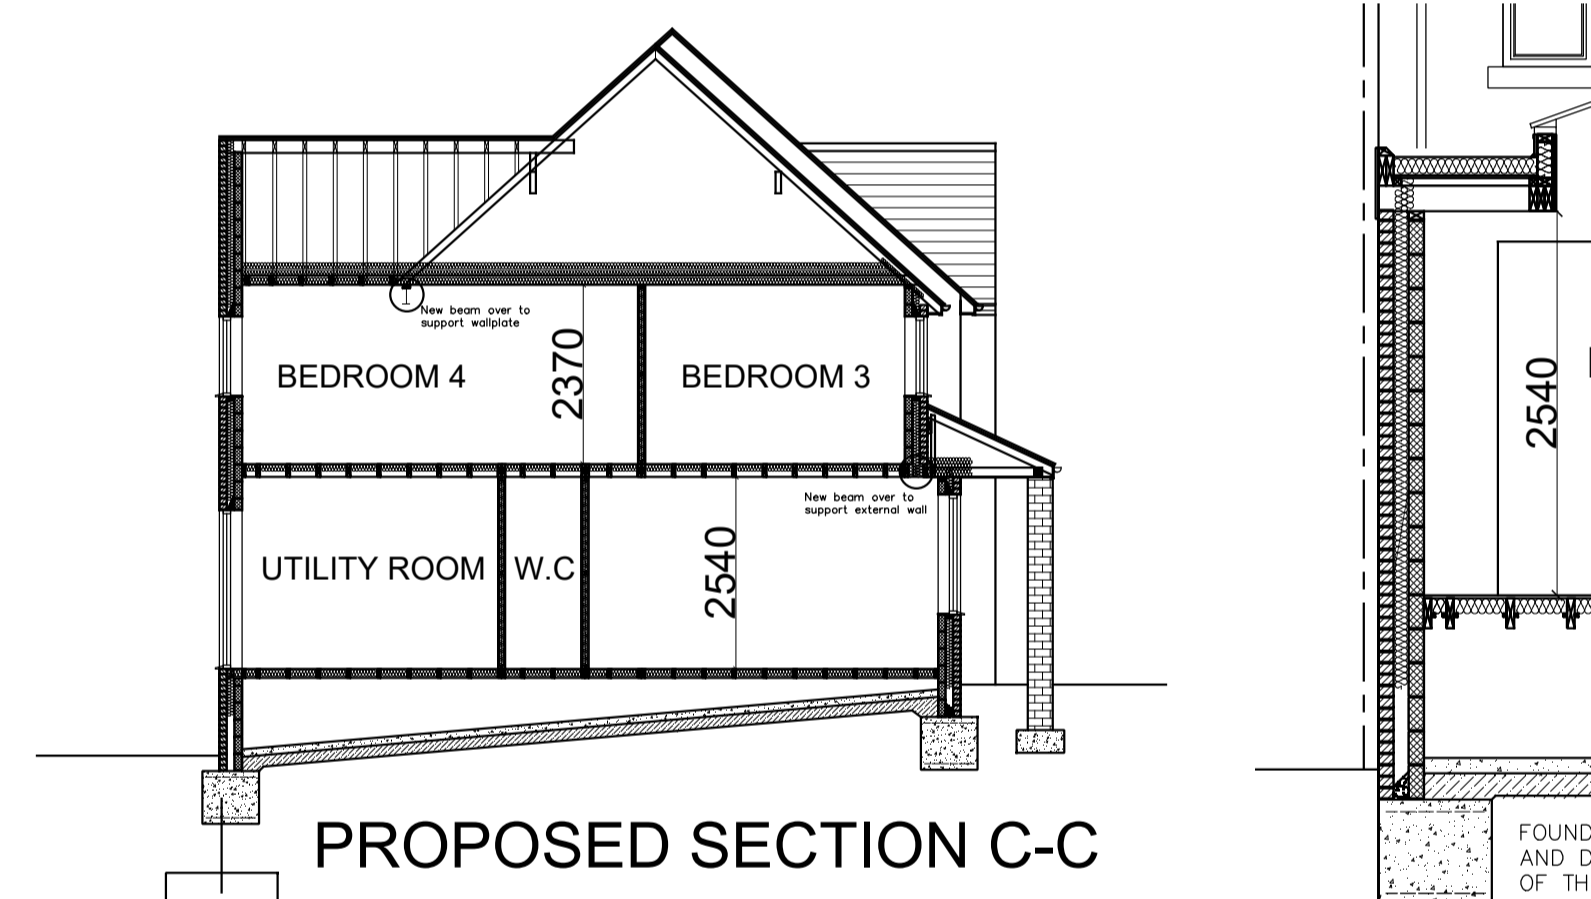 New beam over to
support wallplate
BEDROOM 4
2370
BEDROOM 3
New beam over to
support external wall
UTILITY ROOM
W.C
2540
PROPOSED SECTION C-C
2540
FOUND
AND D
OF TH